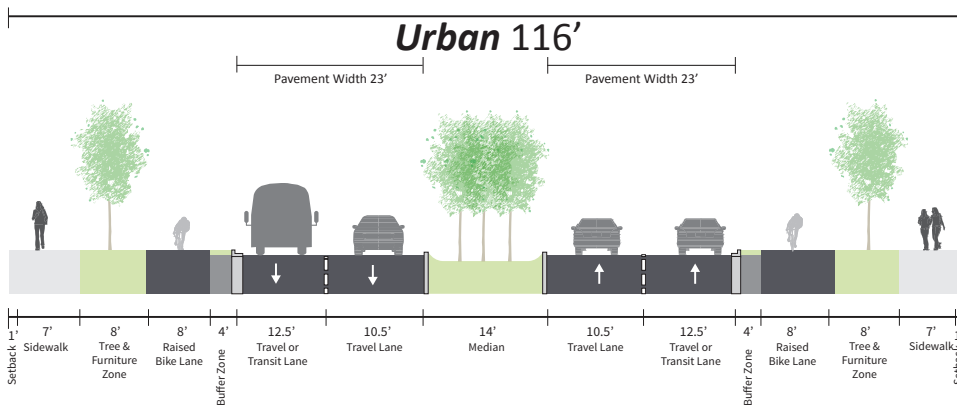 Urban 116’
Pavement Width 23’
Pavement Width 23’
Setback 1’
7’
Sidewalk
8’
Tree &
Furniture
Zone
8’
Raised
Bike Lane
4’
Buffer Zone
12.5’
Travel or
Transit Lane
10.5’
Travel Lane
14’
Median
10.5’
Travel Lane
12.5’
Travel or
Transit Lane
4’
Buffer Zone
8’
Raised
Bike Lane
8’
Tree &
Furniture
Zone
7’
Sidewalk